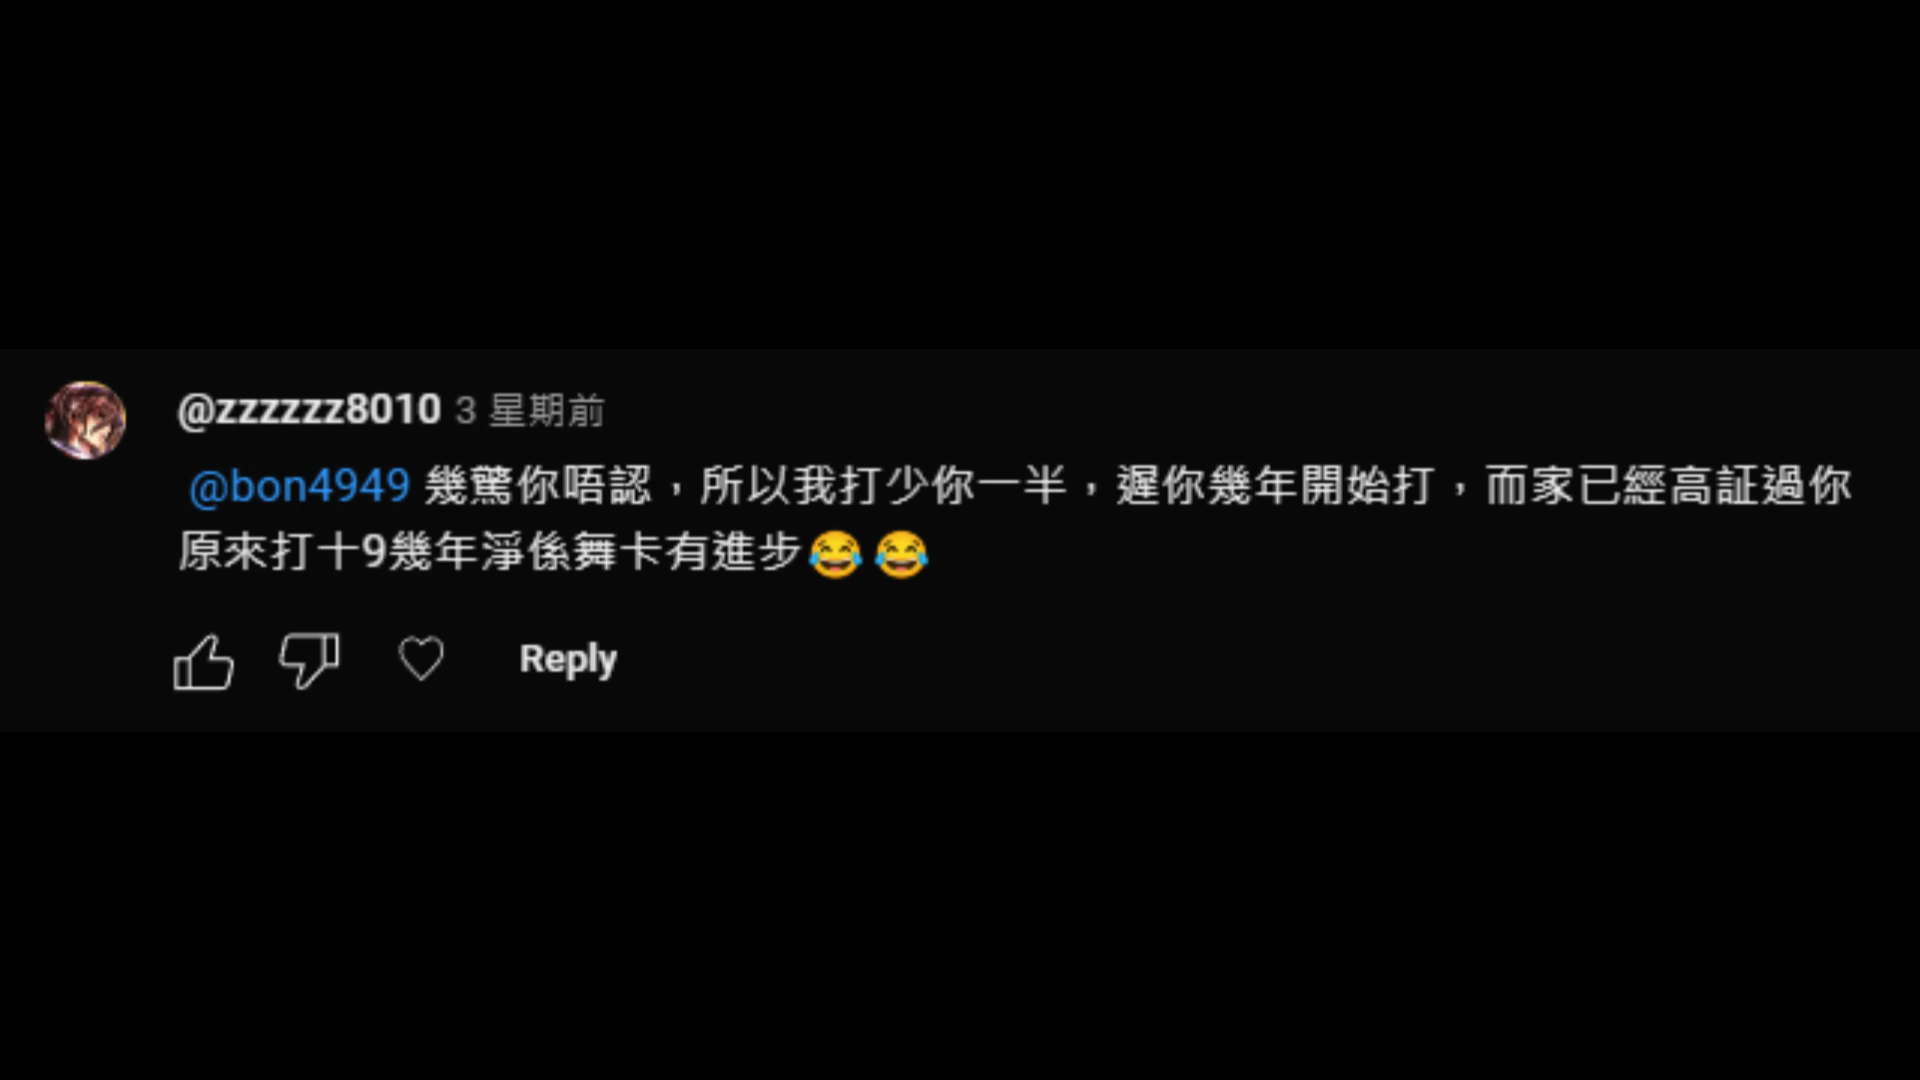 @zzzzzz8010 3 星期前
@bon4949 幾驚你唔認，所以我打少你一半，遲你幾年開始打，而家已經高証過你
原來打十9幾年淨係舞卡有進步😂😂
Reply